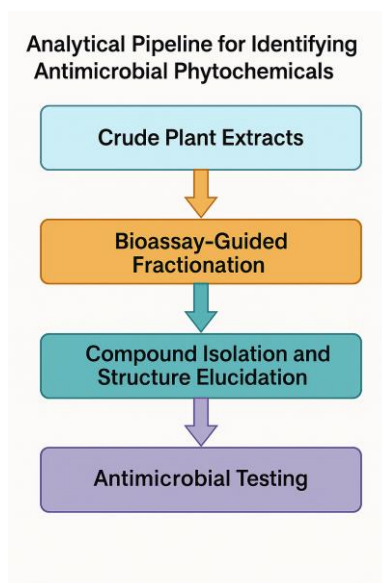 Analytical Pipeline for Identifying
Antimicrobial Phytochemicals
Crude Plant Extracts
Bioassay-Guided
Fractionation
Compound Isolation and
Structure Elucidation
Antimicrobial Testing